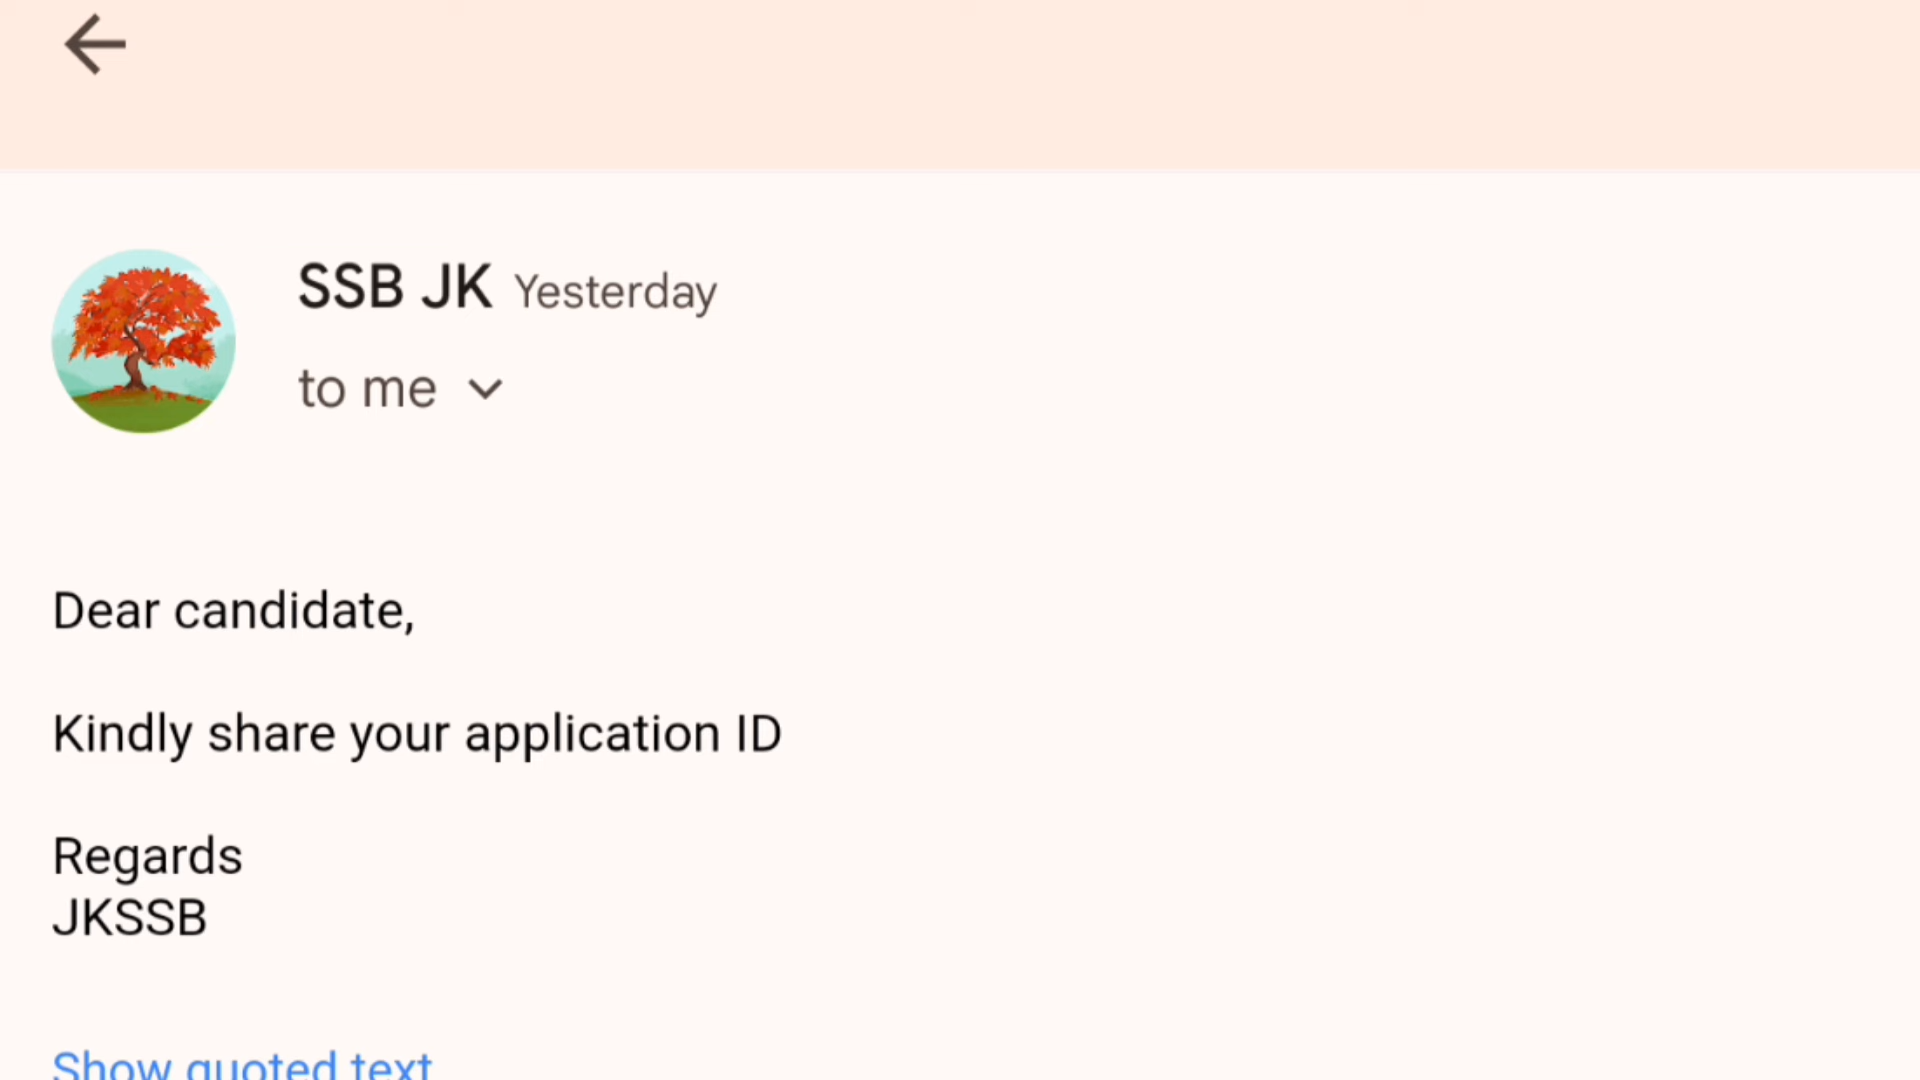 SSB JK Yesterday
to me
Dear candidate,
Kindly share your application ID
Regards
JKSSB
Show quoted text